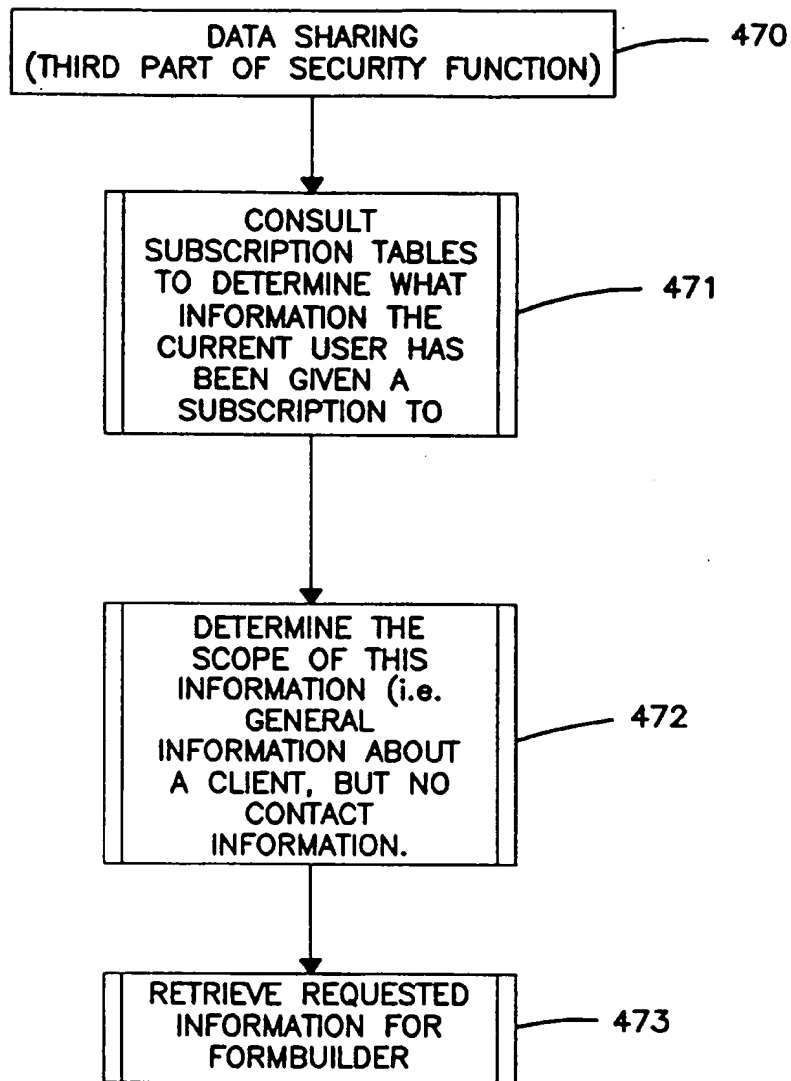 DATA SHARING
(THIRD PART OF SECURITY FUNCTION)
470
CONSULT
SUBSCRIPTION TABLES
TO DETERMINE WHAT
INFORMATION THE
CURRENT USER HAS
BEEN GIVEN A
SUBSCRIPTION TO
471
DETERMINE THE
SCOPE OF THIS
INFORMATION (i.e.
GENERAL
INFORMATION ABOUT
A CLIENT, BUT NO
CONTACT
INFORMATION.
472
RETRIEVE REQUESTED
INFORMATION FOR
FORMBUILDER
473